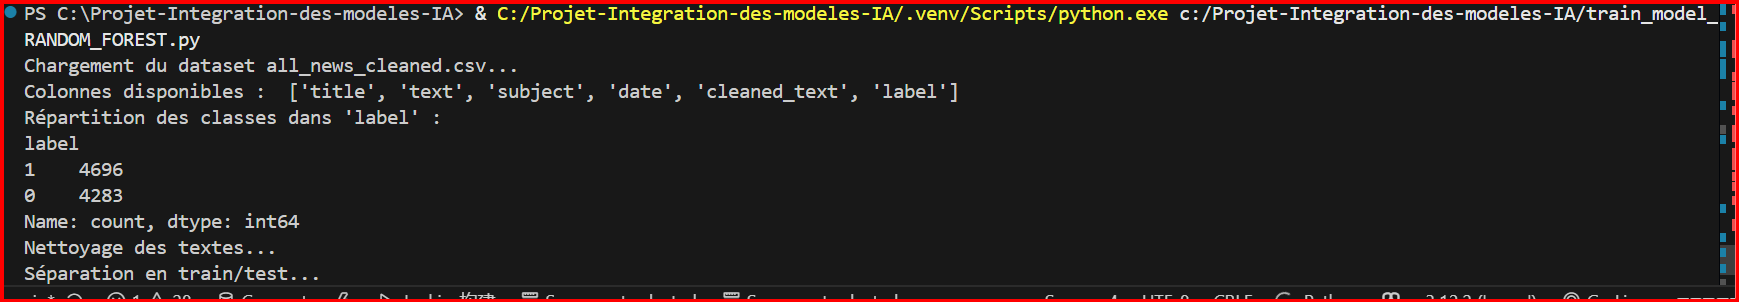 PS C:\Projet-Integration-des-modeles-IA> & C:/Projet-Integration-des-modeles-IA/.venv/Scripts/python.exe c:/Projet-Integration-des-modeles-IA/train_model_
RANDOM_FOREST.py
Chargement du dataset all_news_cleaned.csv...
Colonnes disponibles :  ['title', 'text', 'subject', 'date', 'cleaned_text', 'label']
Répartition des classes dans 'label' :
label
1    4696
0    4283
Name: count, dtype: int64
Nettoyage des textes...
Séparation en train/test...